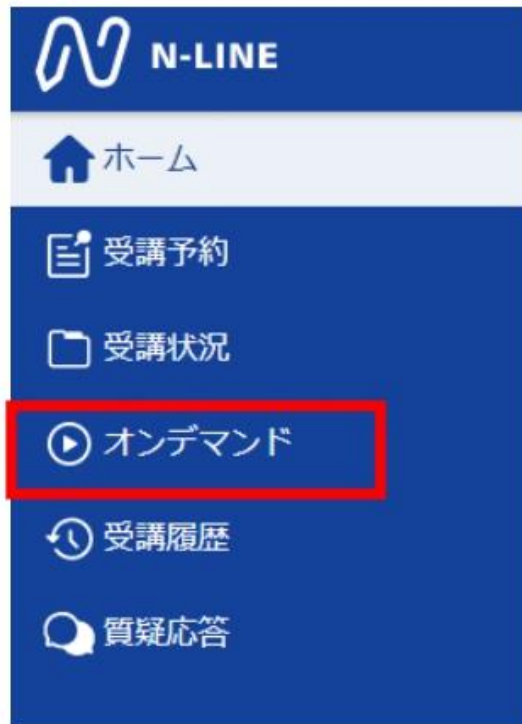 N-LINE
ホーム
受講予約
受講状況
オンデマンド
受講履歴
質疑応答